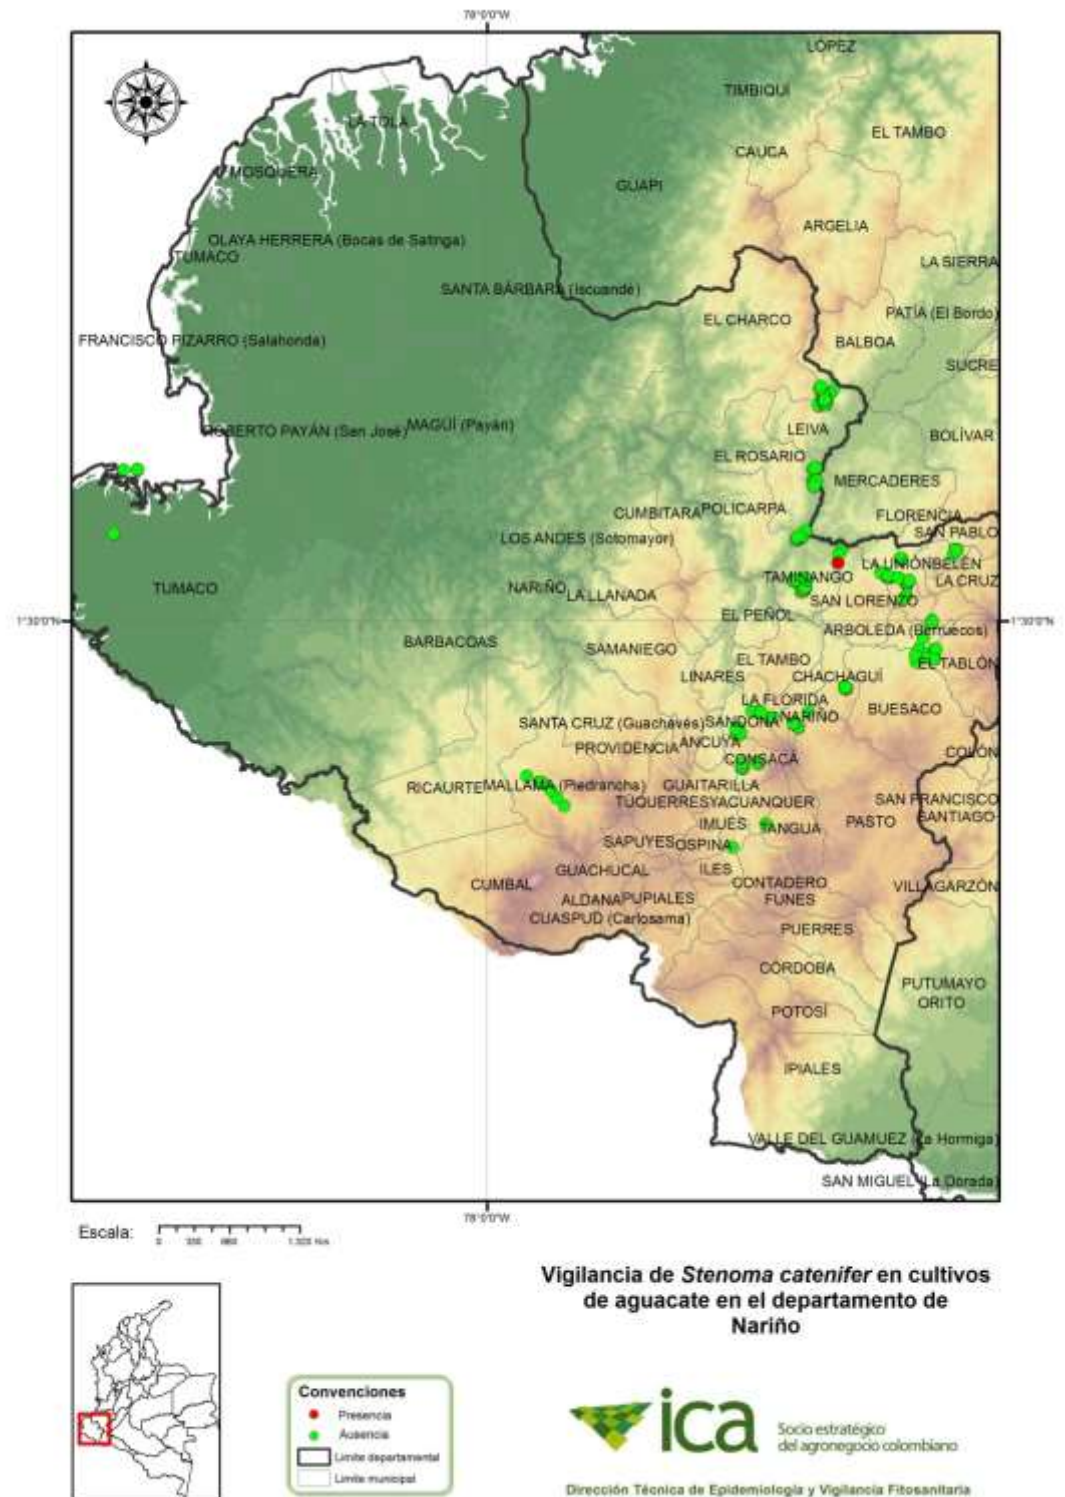 78°0'0"W
LÓPEZ
TIMBIQUÍ
LA TOLA
EL TAMBO
CAUCA
MOSQUERA
GUAPI
ARGELIA
OLAYA HERRERA (Bocas de Satinga)
TUMACO
LA SIERRA
SANTA BÁRBARA (Iscuandé)
PATÍA (El Bordo)
EL CHARCO
FRANCISCO PIZARRO (Salahonda)
BALBOA
SUCRE
MAGÜÍ (Payán)
ROBERTO PAYÁN (San José)
LEIVA
BOLÍVAR
EL ROSARIO
MERCADERES
CUMBITARA
POLICARPA
FLORENCIA
SAN PABLO
LOS ANDES (Sotomayor)
LA UNIÓN
BELÉN
TAMINANGO
LA CRUZ
TUMACO
NARIÑO
LA LLANADA
SAN LORENZO
EL PEÑOL
1°30'0"N
1°30'0"N
ARBOLEDA (Berruecos)
BARBACOAS
SAMANIEGO
EL TAMBO
EL TABLÓN
LINARES
CHACHAGUÍ
LA FLORIDA
BUESACO
SANTA CRUZ (Guachavés)
SANDONÁ
NARIÑO
PROVIDENCIA
ANCUYA
COLÓN
CONSACÁ
RICAURTE
MALLAMA (Piedrancha)
GUAITARILLA
TÚQUERRES
YACUANQUER
SAN FRANCISCO
SANTIAGO
IMUÉS
TANGUA
PASTO
SAPUYES
OSPINA
GUACHUCAL
ILES
CUMBAL
CONTADERO
VILLAGARZÓN
ALDANA
PUPIALES
FUNES
CUASPUD (Carlosama)
PUERRES
CÓRDOBA
PUTUMAYO
ORITO
POTOSÍ
IPIALES
VALLE DEL GUAMUEZ (La Hormiga)
SAN MIGUEL (La Dorada)
78°0'0"W
Escala:
Vigilancia de Stenoma catenifer en cultivos
de aguacate en el departamento de
Nariño
Convenciones
Presencia
Ausencia
Límite departamental
Límite municipal
ica
Socio estratégico
del agronegocio colombiano
Dirección Técnica de Epidemiología y Vigilancia Fitosanitaria